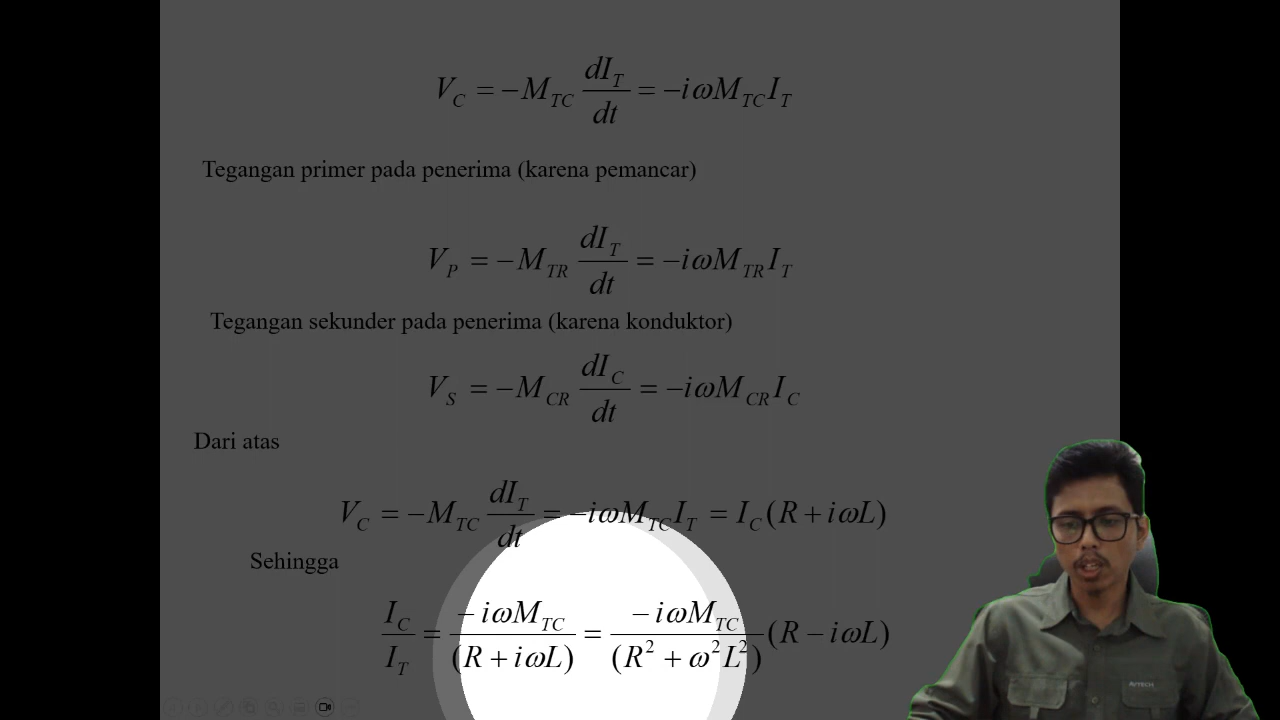 V_C = −M_TC dI_T/dt = −iωM_TC I_T
Tegangan primer pada penerima (karena pemancar)
V_P = −M_TR dI_T/dt = −iωM_TR I_T
Tegangan sekunder pada penerima (karena konduktor)
V_S = −M_CR dI_C/dt = −iωM_CR I_C
Dari atas
V_C = −M_TC dI_T/dt = −iωM_TC I_T = I_C(R + iωL)
Sehingga
I_C/I_T = −iωM_TC/(R + iωL) = −iωM_TC/(R² + ω²L²) (R − iωL)